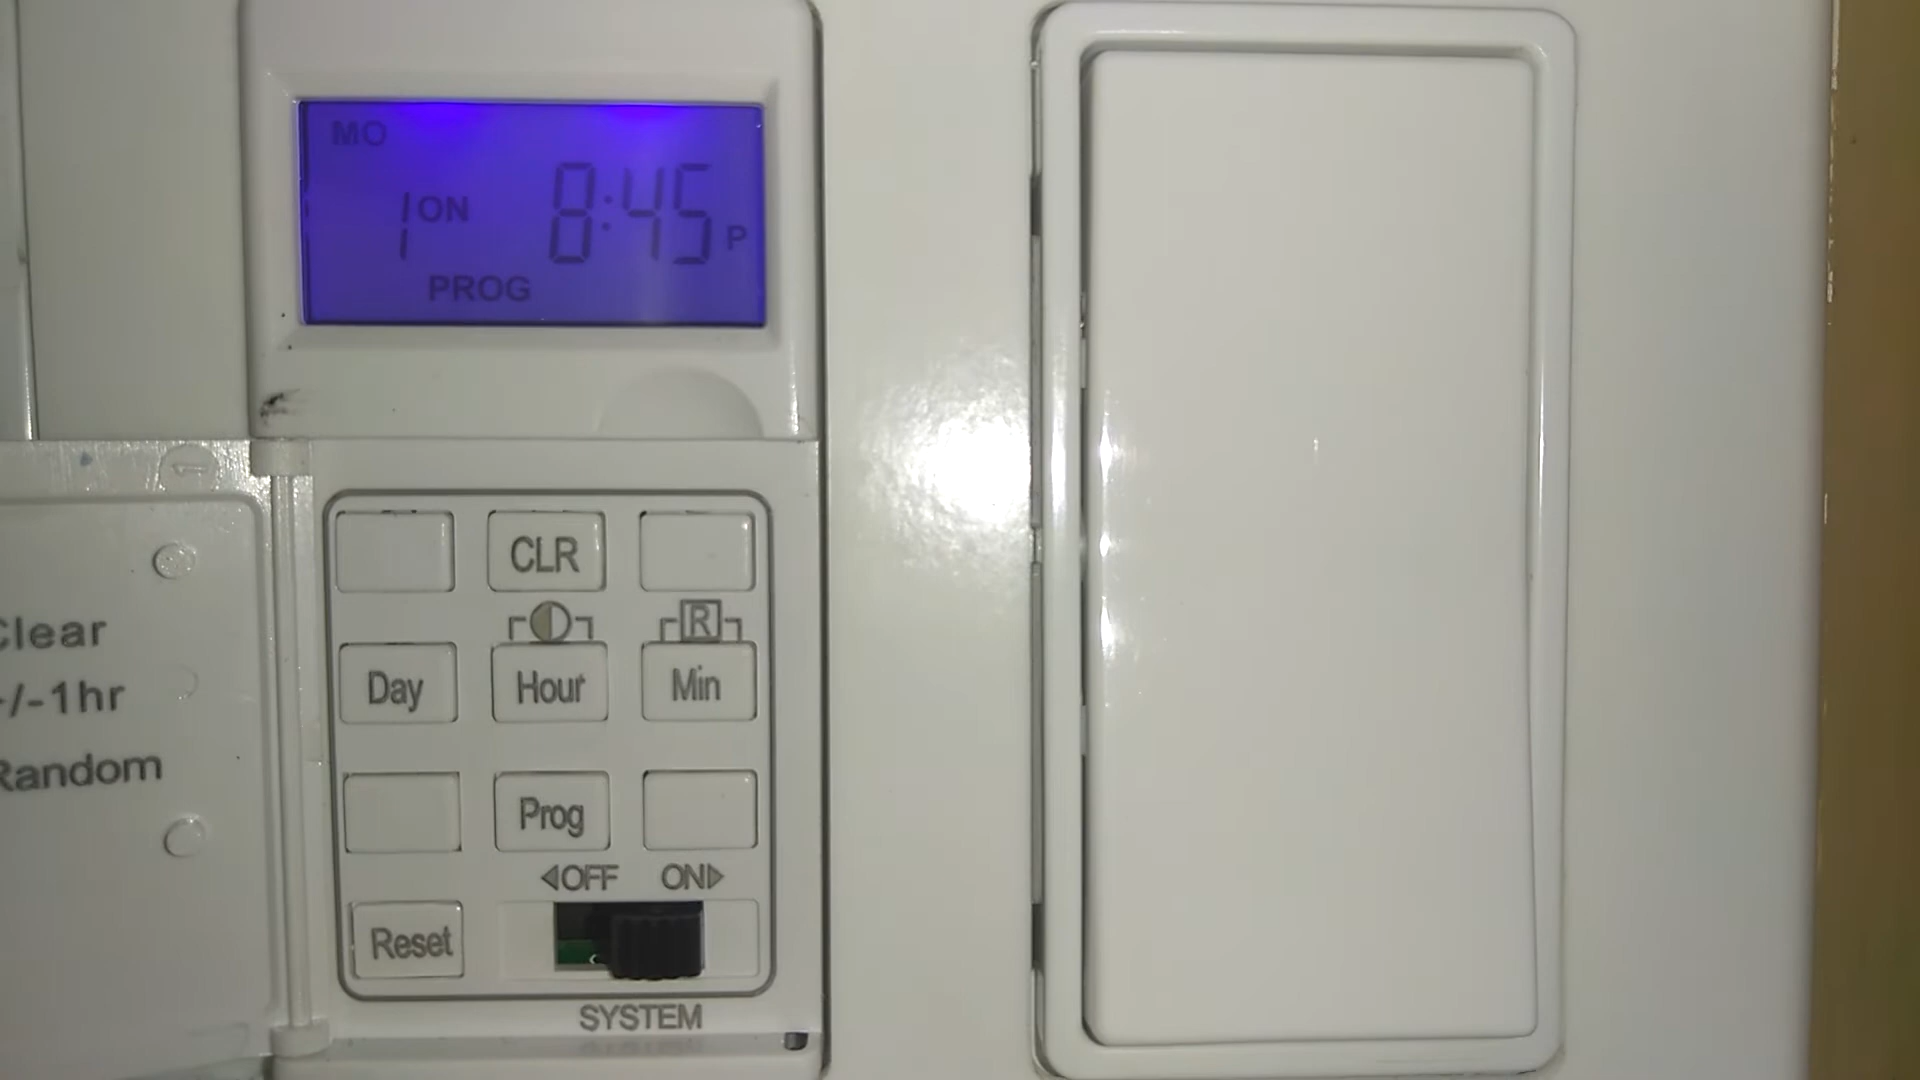 MO
1 ON 8:45 P
PROG
CLR
R
Day Hour Min
Prog
OFF ON
Reset
SYSTEM
Clear
+/-1hr
Random